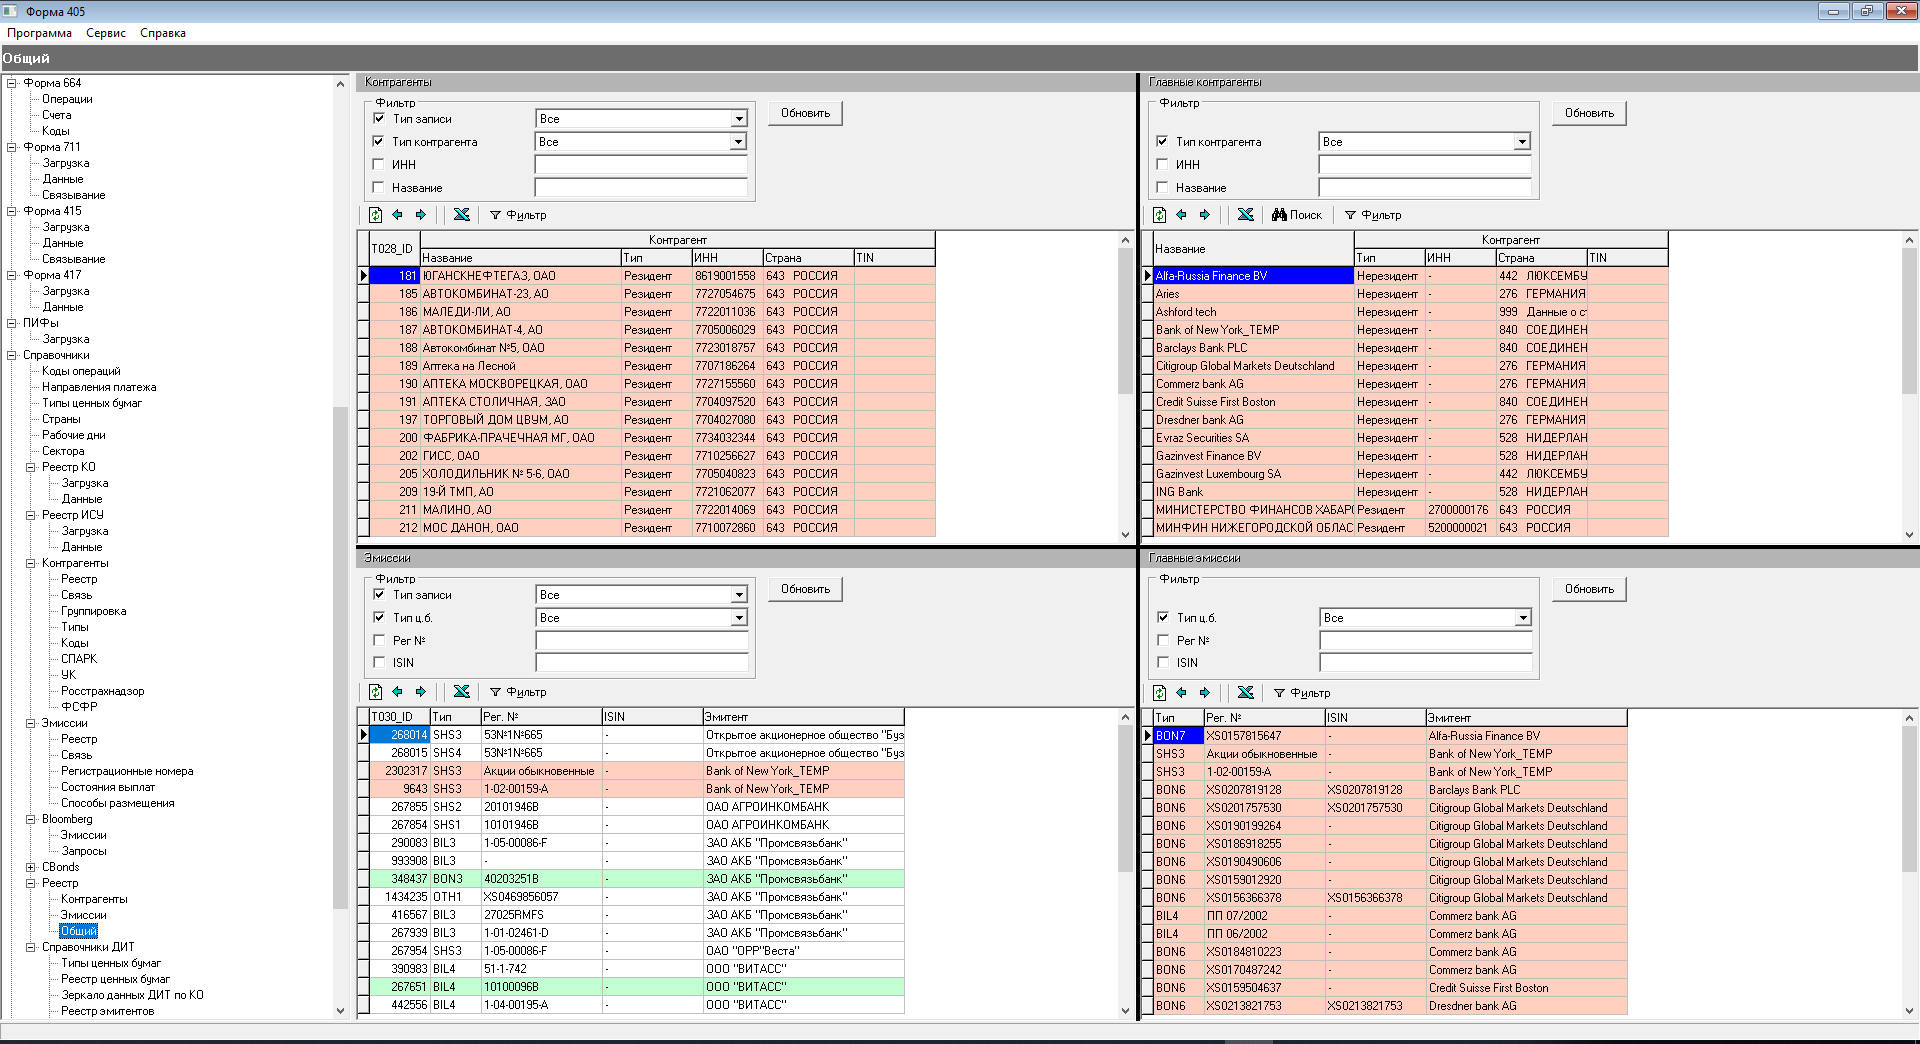 Форма 405
Программа Сервис Справка
Общий
Форма 664
Операции
Счета
Коды
Форма 711
Загрузка
Данные
Связывание
Форма 415
Загрузка
Данные
Связывание
Форма 417
Загрузка
Данные
ПИФы
Загрузка
Справочники
Коды операций
Направления платежа
Типы ценных бумаг
Страны
Рабочие дни
Сектора
Реестр КО
Загрузка
Данные
Реестр ИСУ
Загрузка
Данные
Контрагенты
Реестр
Связь
Группировка
Типы
Коды
СПАРК
УК
Росстрахнадзор
ФСФР
Эмиссии
Реестр
Связь
Регистрационные номера
Состояния выплат
Способы размещения
Bloomberg
Эмиссии
Запросы
CBonds
Реестр
Контрагенты
Эмиссии
Общий
Справочники ДИТ
Типы ценных бумаг
Реестр ценных бумаг
Зеркало данных ДИТ по КО
Реестр эмитентов
Контрагенты
Фильтр
Тип записи Все Обновить
Тип контрагента Все
ИНН
Название
Фильтр
T028_ID Контрагент
Название Тип ИНН Страна TIN
181 ЮГАНСКНЕФТЕГАЗ, ОАО Резидент 8619001558 643 РОССИЯ
185 АВТОКОМБИНАТ-23, АО Резидент 7727054675 643 РОССИЯ
186 МАЛЕДИ-ЛИ, АО Резидент 7722011036 643 РОССИЯ
187 АВТОКОМБИНАТ-4, АО Резидент 7705006029 643 РОССИЯ
188 Автокомбинат №5, ОАО Резидент 7723018757 643 РОССИЯ
189 Аптека на Лесной Резидент 7707186264 643 РОССИЯ
190 АПТЕКА МОСКВОРЕЦКАЯ, ОАО Резидент 7727155560 643 РОССИЯ
191 АПТЕКА СТОЛИЧНАЯ, ЗАО Резидент 7704097520 643 РОССИЯ
197 ТОРГОВЫЙ ДОМ ЦВУМ, АО Резидент 7704027080 643 РОССИЯ
200 ФАБРИКА-ПРАЧЕЧНАЯ МГ, ОАО Резидент 7734032344 643 РОССИЯ
202 ГИСС, ОАО Резидент 7710256627 643 РОССИЯ
205 ХОЛОДИЛЬНИК № 5-6, ОАО Резидент 7705040823 643 РОССИЯ
209 19-Й ТМП, АО Резидент 7721062077 643 РОССИЯ
211 МАЛИНО, АО Резидент 7722014069 643 РОССИЯ
212 МОС ДАНОН, ОАО Резидент 7710072860 643 РОССИЯ
Главные контрагенты
Фильтр
Обновить
Тип контрагента Все
ИНН
Название
Поиск Фильтр
Название Контрагент
Тип ИНН Страна TIN
Alfa-Russia Finance BV Нерезидент - 442 ЛЮКСЕМБУ
Aries Нерезидент - 276 ГЕРМАНИЯ
Ashford tech Нерезидент - 999 Данные о ст
Bank of New York_TEMP Нерезидент - 840 СОЕДИНЕН
Barclays Bank PLC Нерезидент - 840 СОЕДИНЕН
Citigroup Global Markets Deutschland Нерезидент - 276 ГЕРМАНИЯ
Commerz bank AG Нерезидент - 276 ГЕРМАНИЯ
Credit Suisse First Boston Нерезидент - 840 СОЕДИНЕН
Dresdner bank AG Нерезидент - 276 ГЕРМАНИЯ
Evraz Securities SA Нерезидент - 528 НИДЕРЛАН
Gazinvest Finance BV Нерезидент - 528 НИДЕРЛАН
Gazinvest Luxembourg SA Нерезидент - 442 ЛЮКСЕМБУ
ING Bank Нерезидент - 528 НИДЕРЛАН
МИНИСТЕРСТВО ФИНАНСОВ ХАБАРО Резидент 2700000176 643 РОССИЯ
МИНФИН НИЖЕГОРОДСКОЙ ОБЛАС Резидент 5200000021 643 РОССИЯ
Эмиссии
Фильтр
Тип записи Все Обновить
Тип ц.б. Все
Рег №
ISIN
Фильтр
T030_ID Тип Рег. № ISIN Эмитент
268014 SHS3 53№1№665 - Открытое акционерное общество "Буз
268015 SHS4 53№1№665 - Открытое акционерное общество "Буз
2302317 SHS3 Акции обыкновенные - Bank of New York_TEMP
9643 SHS3 1-02-00159-A - Bank of New York_TEMP
267855 SHS2 20101946B - ОАО АГРОИНКОМБАНК
267854 SHS1 10101946B - ОАО АГРОИНКОМБАНК
290083 BIL3 1-05-00086-F - ЗАО АКБ "Промсвязьбанк"
993908 BIL3 - - ЗАО АКБ "Промсвязьбанк"
348437 BON3 40203251B - ЗАО АКБ "Промсвязьбанк"
1434235 OTH1 XS0469856057 - ЗАО АКБ "Промсвязьбанк"
416567 BIL3 27025RMFS - ЗАО АКБ "Промсвязьбанк"
267939 BIL3 1-01-02461-D - ЗАО АКБ "Промсвязьбанк"
267954 SHS3 1-05-00086-F - ОАО "ОРР"Веста"
390983 BIL4 51-1-742 - ООО "ВИТАСС"
267651 BIL4 10100096B - ООО "ВИТАСС"
442556 BIL4 1-04-00195-A - ООО "ВИТАСС"
Главные эмиссии
Фильтр
Обновить
Тип ц.б. Все
Рег №
ISIN
Фильтр
Тип Рег. № ISIN Эмитент
BON7 XS0157815647 - Alfa-Russia Finance BV
SHS3 Акции обыкновенные - Bank of New York_TEMP
SHS3 1-02-00159-A - Bank of New York_TEMP
BON6 XS0207819128 XS0207819128 Barclays Bank PLC
BON6 XS0201757530 XS0201757530 Citigroup Global Markets Deutschland
BON6 XS0190199264 - Citigroup Global Markets Deutschland
BON6 XS0186918255 - Citigroup Global Markets Deutschland
BON6 XS0190490606 - Citigroup Global Markets Deutschland
BON6 XS0159012920 - Citigroup Global Markets Deutschland
BON6 XS0156366378 XS0156366378 Citigroup Global Markets Deutschland
BIL4 ПП 07/2002 - Commerz bank AG
BIL4 ПП 06/2002 - Commerz bank AG
BON6 XS0184810223 - Commerz bank AG
BON6 XS0170487242 - Commerz bank AG
BON6 XS0159504637 - Credit Suisse First Boston
BON6 XS0213821753 XS0213821753 Dresdner bank AG